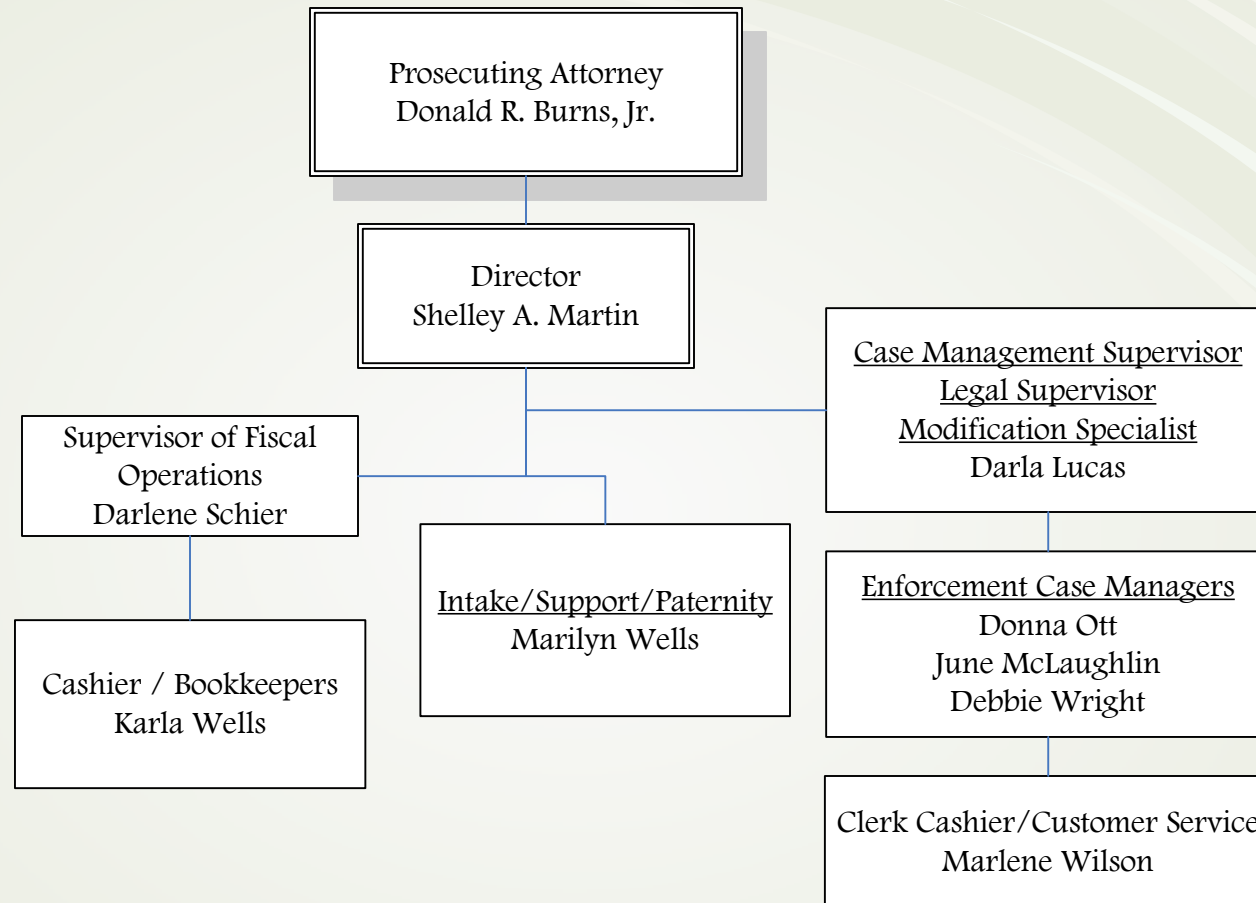 Prosecuting Attorney
Donald R. Burns, Jr.
Director
Shelley A. Martin
Case Management Supervisor
Legal Supervisor
Modification Specialist
Darla Lucas
Supervisor of Fiscal
Operations
Darlene Schier
Intake/Support/Paternity
Marilyn Wells
Enforcement Case Managers
Donna Ott
June McLaughlin
Debbie Wright
Cashier / Bookkeepers
Karla Wells
Clerk Cashier/Customer Service
Marlene Wilson